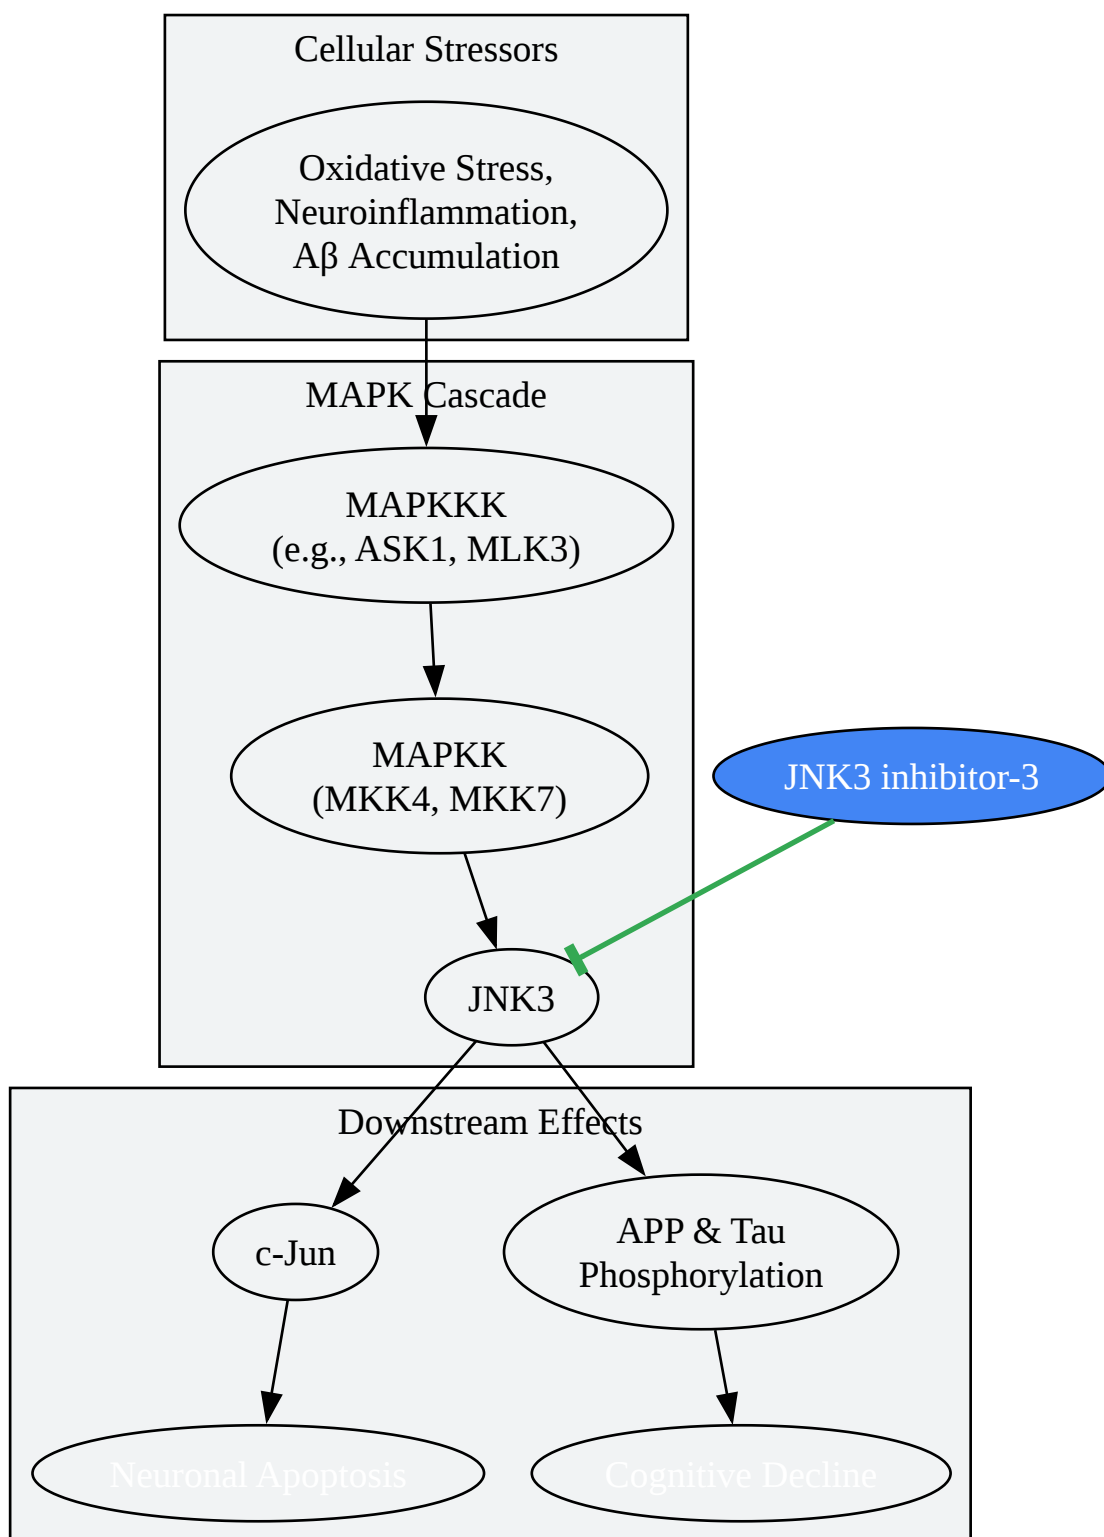 Cellular Stressors
Oxidative Stress,
Neuroinflammation,
Aβ Accumulation
MAPK Cascade
MAPKKK
(e.g., ASK1, MLK3)
MAPKK
(MKK4, MKK7)
JNK3 inhibitor-3
JNK3
Downstream Effects
c-Jun
APP & Tau
Phosphorylation
Neuronal Apoptosis
Cognitive Decline